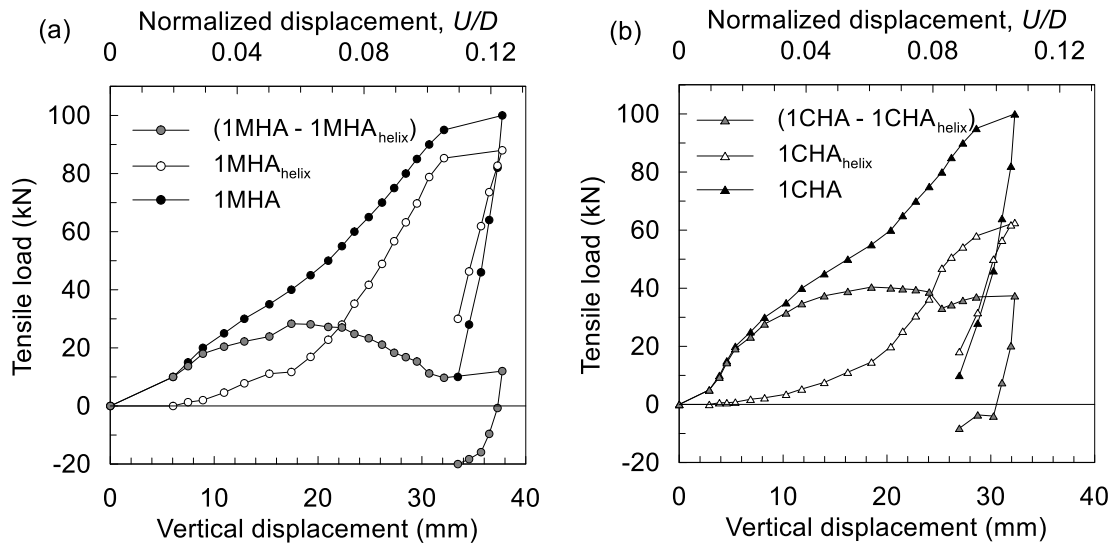 (a)
Normalized displacement, U/D
0 0.04 0.08 0.12
100
80
60
40
20
0
-20
Tensile load (kN)
(1MHA - 1MHAhelix)
1MHAhelix
1MHA
0 10 20 30 40
Vertical displacement (mm)
(b)
Normalized displacement, U/D
0 0.04 0.08 0.12
100
80
60
40
20
0
-20
Tensile load (kN)
(1CHA - 1CHAhelix)
1CHAhelix
1CHA
0 10 20 30 40
Vertical displacement (mm)